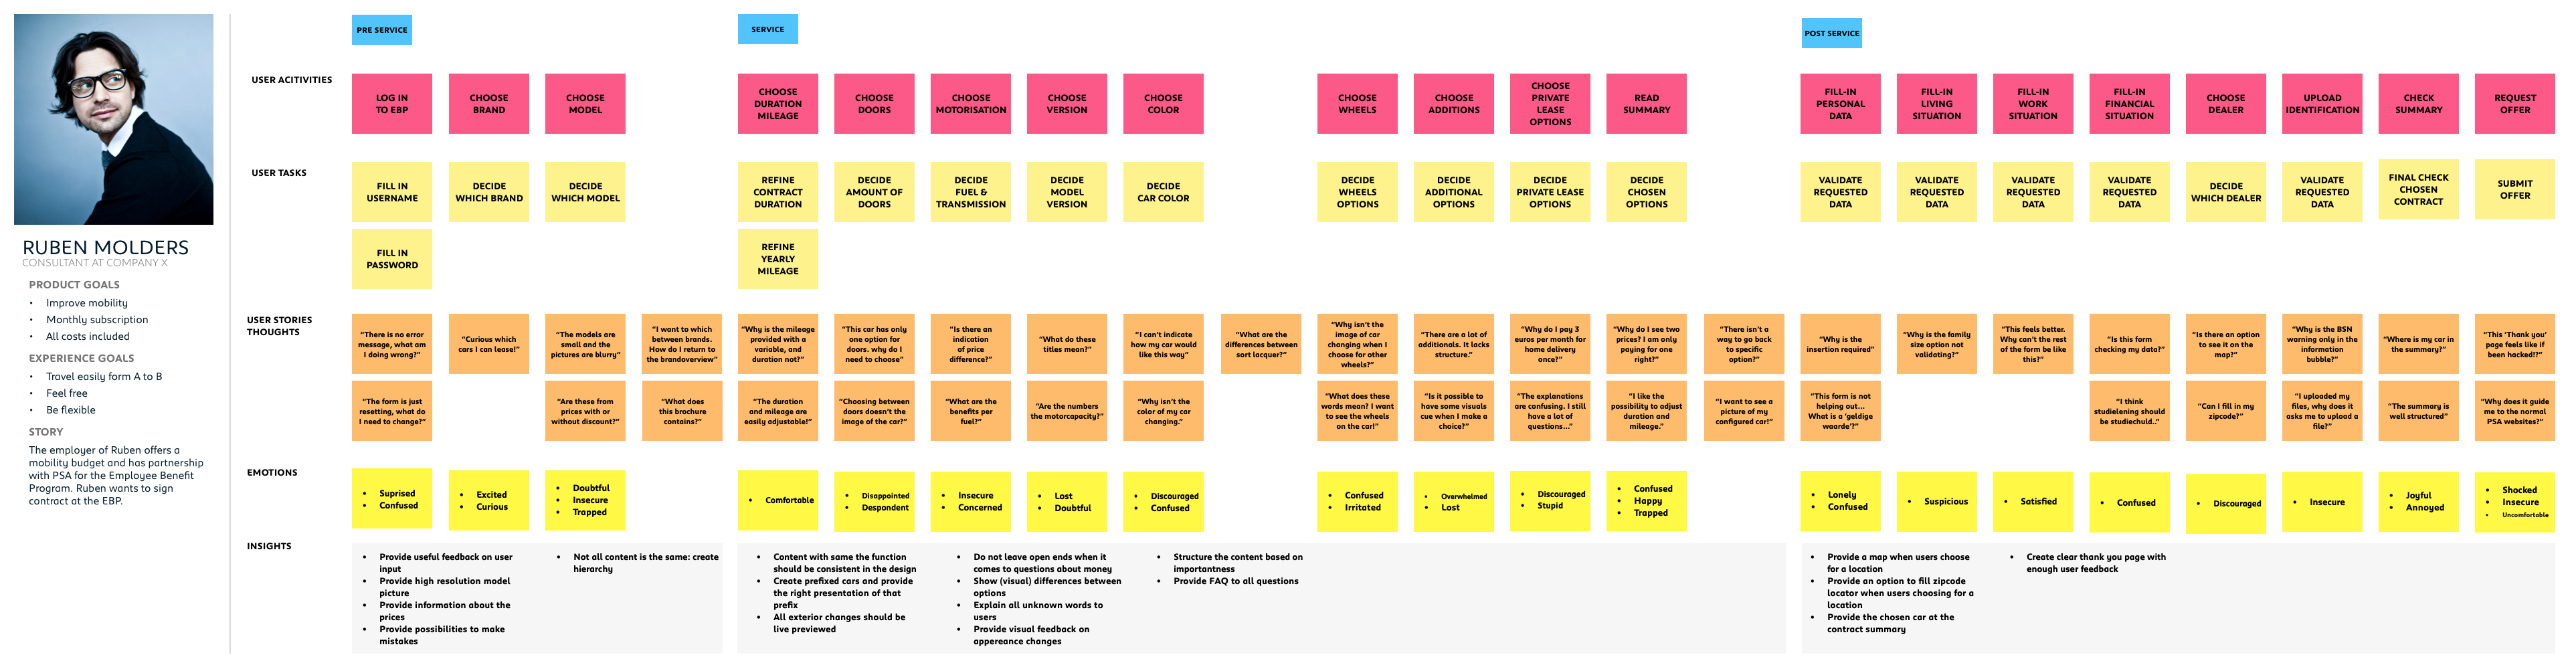 RUBEN MOLDERS
CONSULTANT AT COMPANY X
PRODUCT GOALS
• Improve mobility
• Monthly subscription
• All costs included
EXPERIENCE GOALS
• Travel easily form A to B
• Feel free
• Be flexible
STORY
The employer of Ruben offers a
mobility budget and has partnership
with PSA for the Employee Benefit
Program. Ruben wants to sign
contract at the EBP.
PRE SERVICE
SERVICE
POST SERVICE
USER ACITIVITIES
LOG IN
TO EBP
CHOOSE
BRAND
CHOOSE
MODEL
CHOOSE
DURATION
MILEAGE
CHOOSE
DOORS
CHOOSE
MOTORISATION
CHOOSE
VERSION
CHOOSE
COLOR
CHOOSE
WHEELS
CHOOSE
ADDITIONS
CHOOSE
PRIVATE
LEASE
OPTIONS
READ
SUMMARY
FILL-IN
PERSONAL
DATA
FILL-IN
LIVING
SITUATION
FILL-IN
WORK
SITUATION
FILL-IN
FINANCIAL
SITUATION
CHOOSE
DEALER
UPLOAD
IDENTIFICATION
CHECK
SUMMARY
REQUEST
OFFER
USER TASKS
FILL IN
USERNAME
DECIDE
WHICH BRAND
DECIDE
WHICH MODEL
REFINE
CONTRACT
DURATION
DECIDE
AMOUNT OF
DOORS
DECIDE
FUEL &
TRANSMISSION
DECIDE
MODEL
VERSION
DECIDE
CAR COLOR
DECIDE
WHEELS
OPTIONS
DECIDE
ADDITIONAL
OPTIONS
DECIDE
PRIVATE LEASE
OPTIONS
DECIDE
CHOSEN
OPTIONS
VALIDATE
REQUESTED
DATA
VALIDATE
REQUESTED
DATA
VALIDATE
REQUESTED
DATA
VALIDATE
REQUESTED
DATA
DECIDE
WHICH DEALER
VALIDATE
REQUESTED
DATA
FINAL CHECK
CHOSEN
CONTRACT
SUBMIT
OFFER
FILL IN
PASSWORD
REFINE
YEARLY
MILEAGE
USER STORIES
THOUGHTS
“There is no error
message, what am
I doing wrong?”
“Curious which
cars I can lease!”
“The models are
small and the
pictures are blurry”
“I want to which
between brands.
How do I return to
the brandoverview”
“Why is the mileage
provided with a
variable, and
duration not?”
“This car has only
one option for
doors. why do I
need to choose”
“Is there an
indication
of price
difference?”
“What do these
titles mean?”
“I can’t indicate
how my car would
like this way”
“What are the
differences between
sort lacquer?”
“Why isn’t the
image of car
changing when I
choose for other
wheels?”
“There are a lot of
additionals. It lacks
structure.”
“Why do I pay 3
euros per month for
home delivery
once?”
“Why do I see two
prices? I am only
paying for one
right?”
“There isn’t a
way to go back
to specific
option?”
“Why is the
insertion required”
“Why is the family
size option not
validating?”
“This feels better.
Why can’t the rest
of the form be like
this?”
“Is this form
checking my data?”
“Is there an option
to see it on the
map?”
“Why is the BSN
warning only in the
information
bubble?”
“Where is my car in
the summary?”
“This ‘Thank you’
page feels like if
been hacked!?”
“The form is just
resetting, what do
I need to change?”
“Are these from
prices with or
without discount?”
“What does
this brochure
contains?”
“The duration
and mileage are
easily adjustable!”
“Choosing between
doors doesn’t the
image of the car?”
“What are the
benefits per
fuel?”
“Are the numbers
the motorcapacity?”
“Why isn’t the
color of my car
changing.”
“What does these
words mean? I want
to see the wheels
on the car!”
“Is it possible to
have some visuals
cue when I make a
choice?”
“The explanations
are confusing. I still
have a lot of
questions...”
“I like the
possibility to adjust
duration and
mileage.”
“I want to see a
picture of my
configured car!”
“This form is not
helping out...
What is a ‘geldige
waarde’?”
“I think
studielening should
be studiechuld..”
“Can I fill in my
zipcode?”
“I uploaded my
files, why does it
asks me to upload a
file?”
“The summary is
well structured”
“Why does it guide
me to the normal
PSA websites?”
EMOTIONS
• Suprised
• Confused
• Excited
• Curious
• Doubtful
• Insecure
• Trapped
• Comfortable
• Disappointed
• Despondent
• Insecure
• Concerned
• Lost
• Doubtful
• Discouraged
• Confused
• Confused
• Irritated
• Overwhelmed
• Lost
• Discouraged
• Stupid
• Confused
• Happy
• Trapped
• Lonely
• Confused
• Suspicious
• Satisfied
• Confused
• Discouraged
• Insecure
• Joyful
• Annoyed
• Shocked
• Insecure
• Uncomfortable
INSIGHTS
• Provide useful feedback on user
input
• Provide high resolution model
picture
• Provide information about the
prices
• Provide possibilities to make
mistakes
• Not all content is the same: create
hierarchy
• Content with same the function
should be consistent in the design
• Create prefixed cars and provide
the right presentation of that
prefix
• All exterior changes should be
live previewed
• Do not leave open ends when it
comes to questions about money
• Show (visual) differences between
options
• Explain all unknown words to
users
• Provide visual feedback on
appereance changes
• Structure the content based on
importantness
• Provide FAQ to all questions
• Provide a map when users choose
for a location
• Provide an option to fill zipcode
locator when users choosing for a
location
• Provide the chosen car at the
contract summary
• Create clear thank you page with
enough user feedback